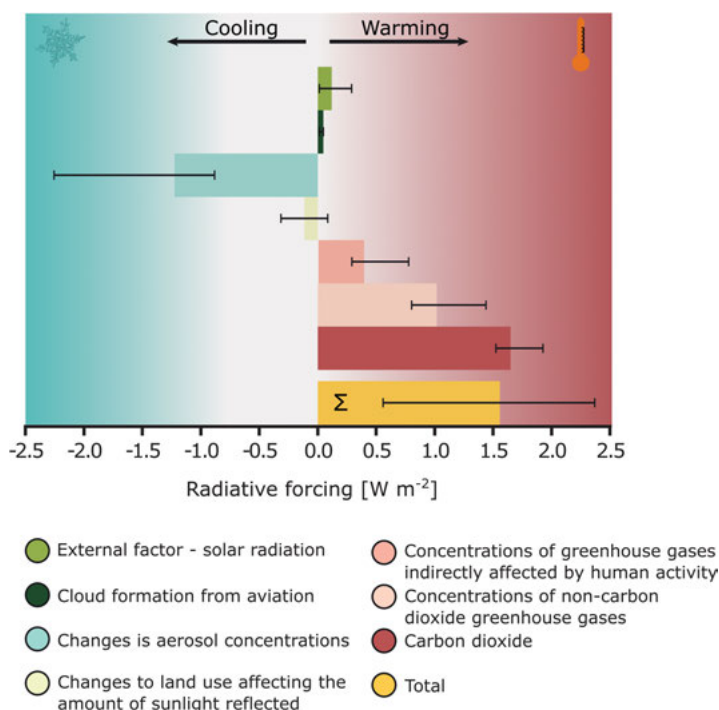 Cooling Warming
Σ
-2.5 -2.0 -1.5 -1.0 -0.5 0.0 0.5 1.0 1.5 2.0 2.5
Radiative forcing [W m⁻²]
External factor - solar radiation
Cloud formation from aviation
Changes is aerosol concentrations
Changes to land use affecting the
amount of sunlight reflected
Concentrations of greenhouse gases
indirectly affected by human activity
Concentrations of non-carbon
dioxide greenhouse gases
Carbon dioxide
Total